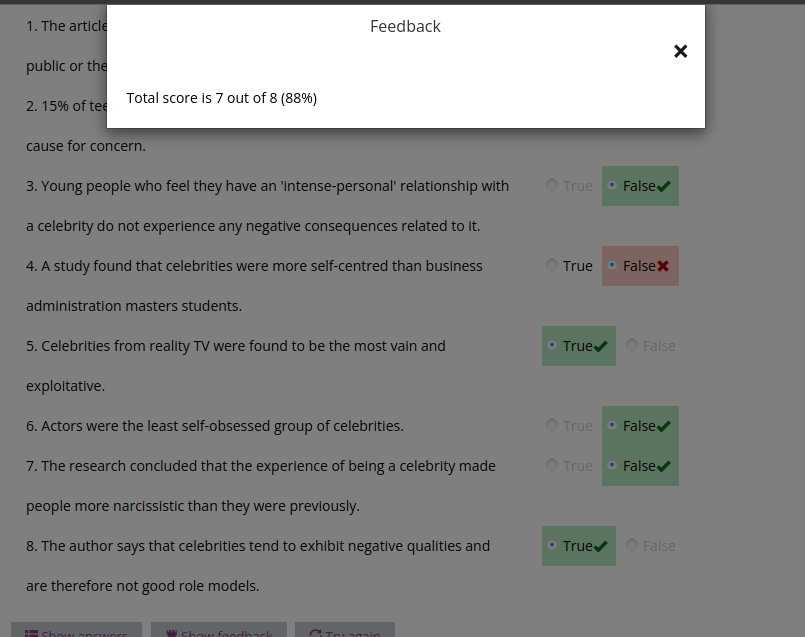 Feedback
Total score is 7 out of 8 (88%)
1. The article
public or the
2. 15% of tee
cause for concern.
3. Young people who feel they have an 'intense-personal' relationship with True False
a celebrity do not experience any negative consequences related to it.
4. A study found that celebrities were more self-centred than business True False
administration masters students.
5. Celebrities from reality TV were found to be the most vain and True False
exploitative.
6. Actors were the least self-obsessed group of celebrities. True False
7. The research concluded that the experience of being a celebrity made True False
people more narcissistic than they were previously.
8. The author says that celebrities tend to exhibit negative qualities and True False
are therefore not good role models.
Show answers Show feedback Try again